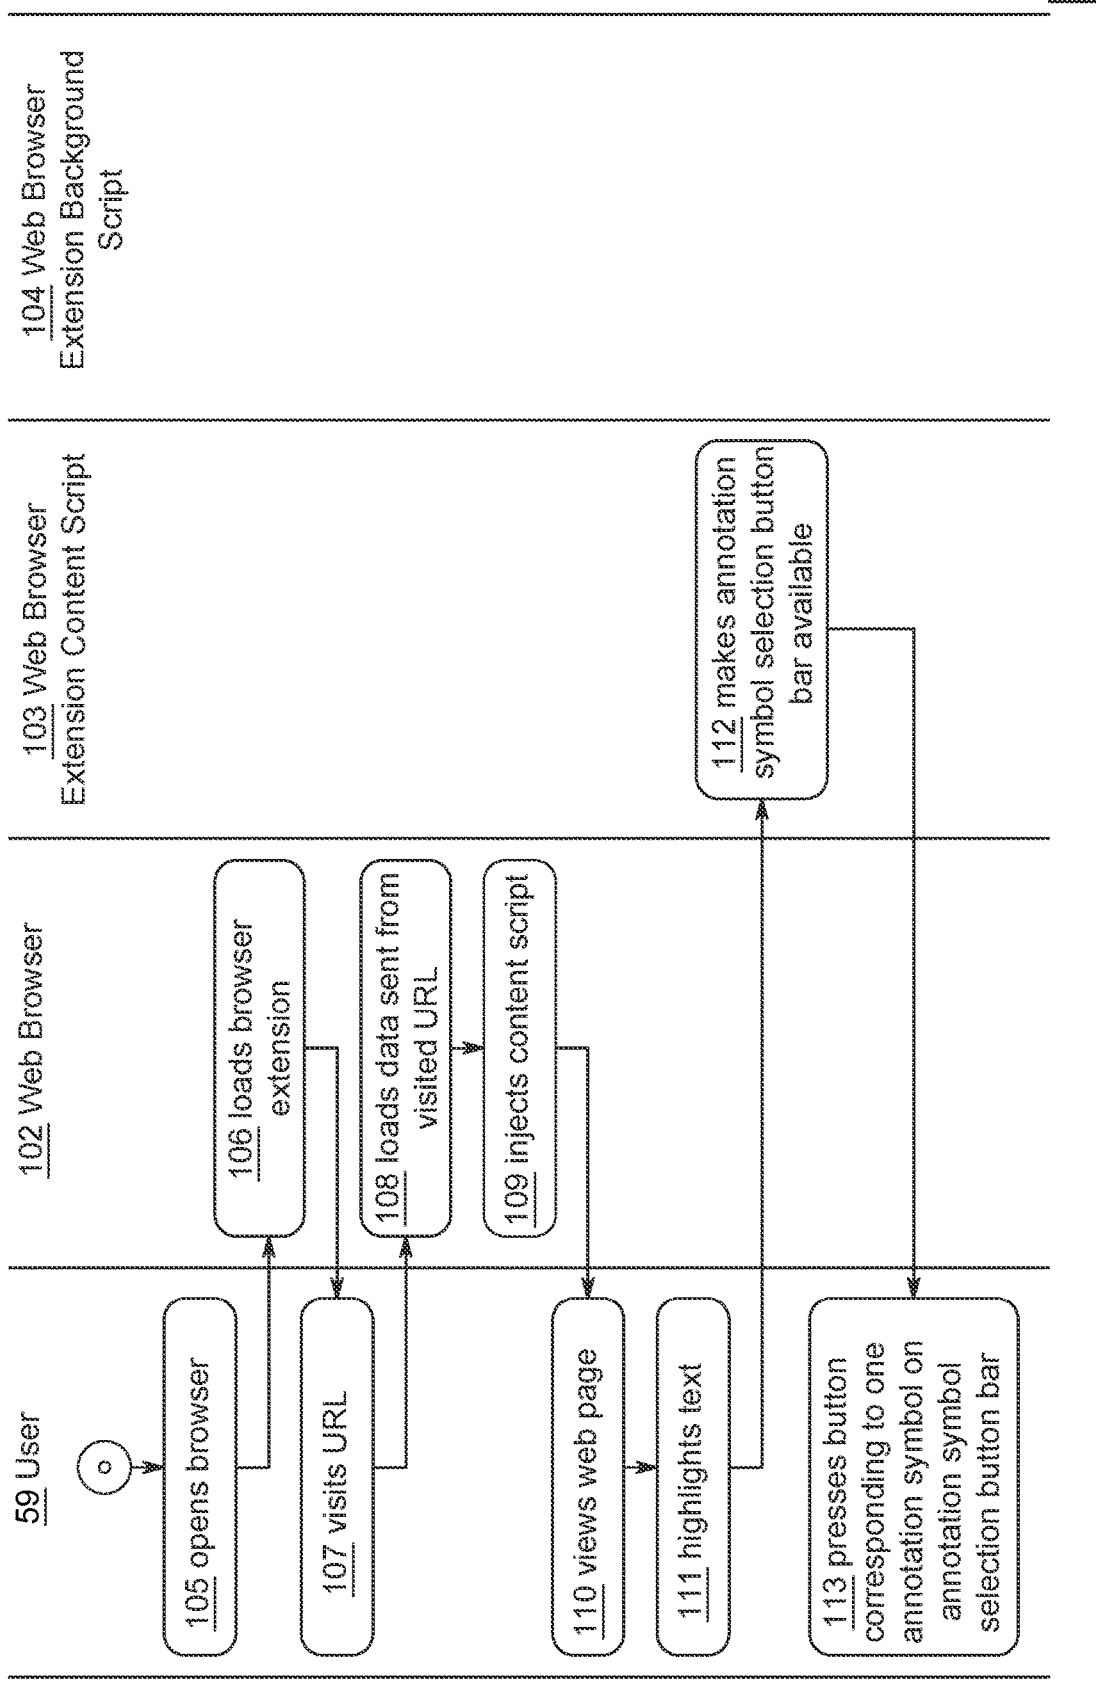 59 User
102 Web Browser
103 Web Browser
Extension Content Script
104 Web Browser
Extension Background
Script
105 opens browser
106 loads browser
extension
107 visits URL
108 loads data sent from
visited URL
109 injects content script
110 views web page
111 highlights text
112 makes annotation
symbol selection button
bar available
113 presses button
corresponding to one
annotation symbol on
annotation symbol
selection button bar